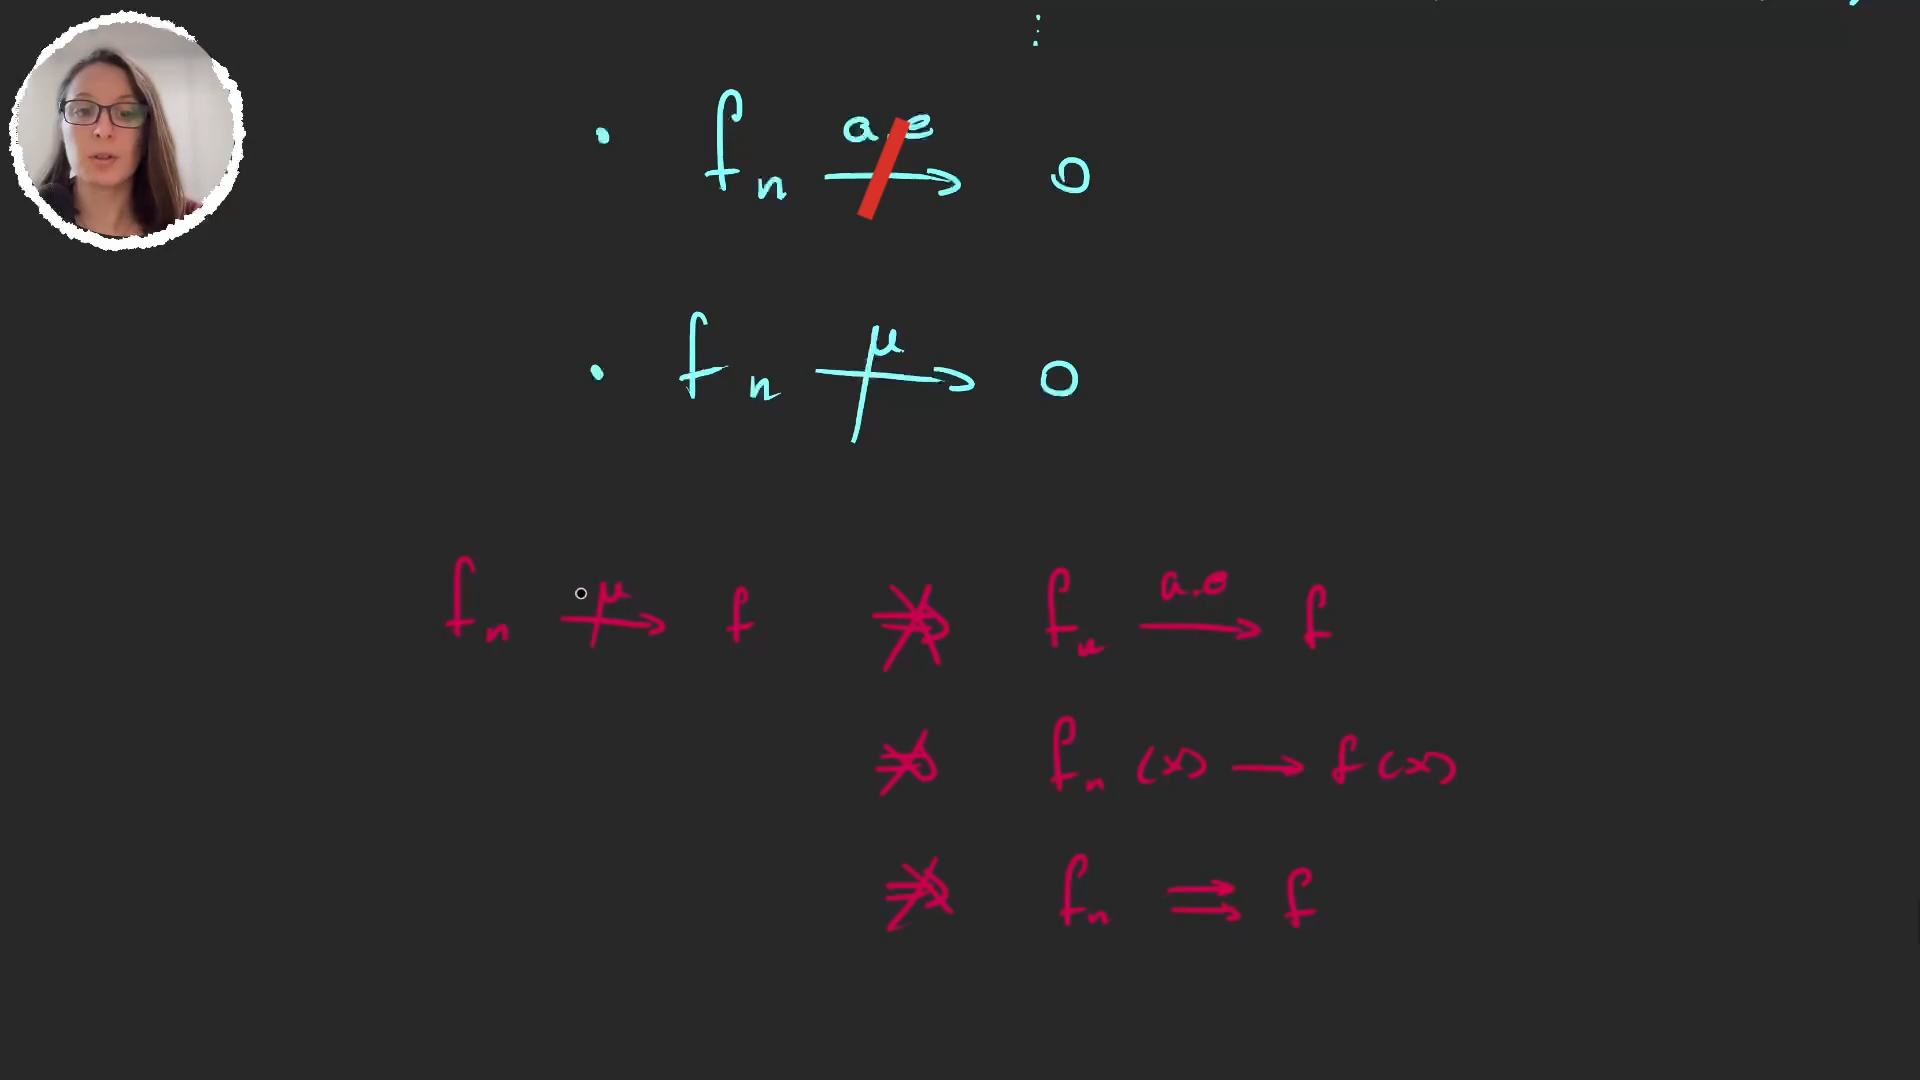 ⋮
• fₙ a.e ↛ 0
• fₙ —μ→ 0
fₙ —μ→ f ⇏ fₙ —a.e→ f
⇏ fₙ(x) → f(x)
⇏ fₙ ⇉ f